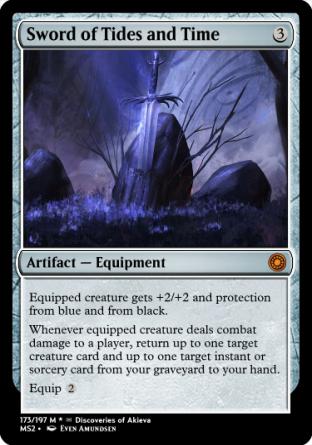 Sword of Tides and Time 3
Artifact — Equipment
Equipped creature gets +2/+2 and protection
from blue and from black.
Whenever equipped creature deals combat
damage to a player, return up to one target
creature card and up to one target instant or
sorcery card from your graveyard to your hand.
Equip 2
173/197 M * = Discoveries of Akieva
MS2 • Even Amundsen